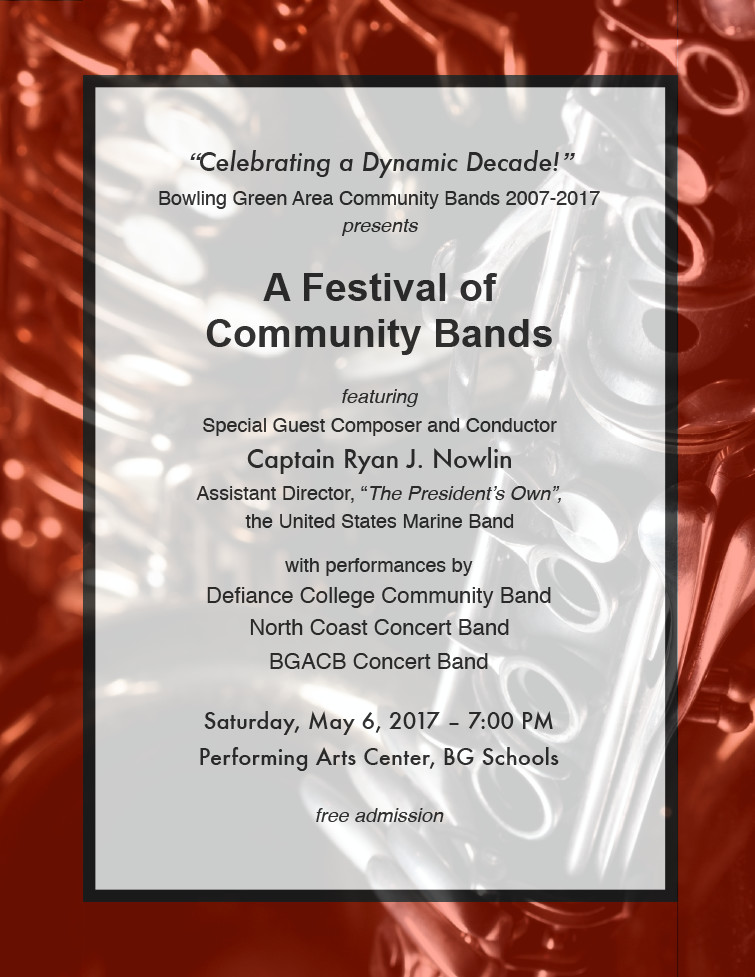 “Celebrating a Dynamic Decade!”
Bowling Green Area Community Bands 2007-2017
presents
A Festival of
Community Bands
featuring
Special Guest Composer and Conductor
Captain Ryan J. Nowlin
Assistant Director, “The President’s Own”,
the United States Marine Band
with performances by
Defiance College Community Band
North Coast Concert Band
BGACB Concert Band
Saturday, May 6, 2017 – 7:00 PM
Performing Arts Center, BG Schools
free admission